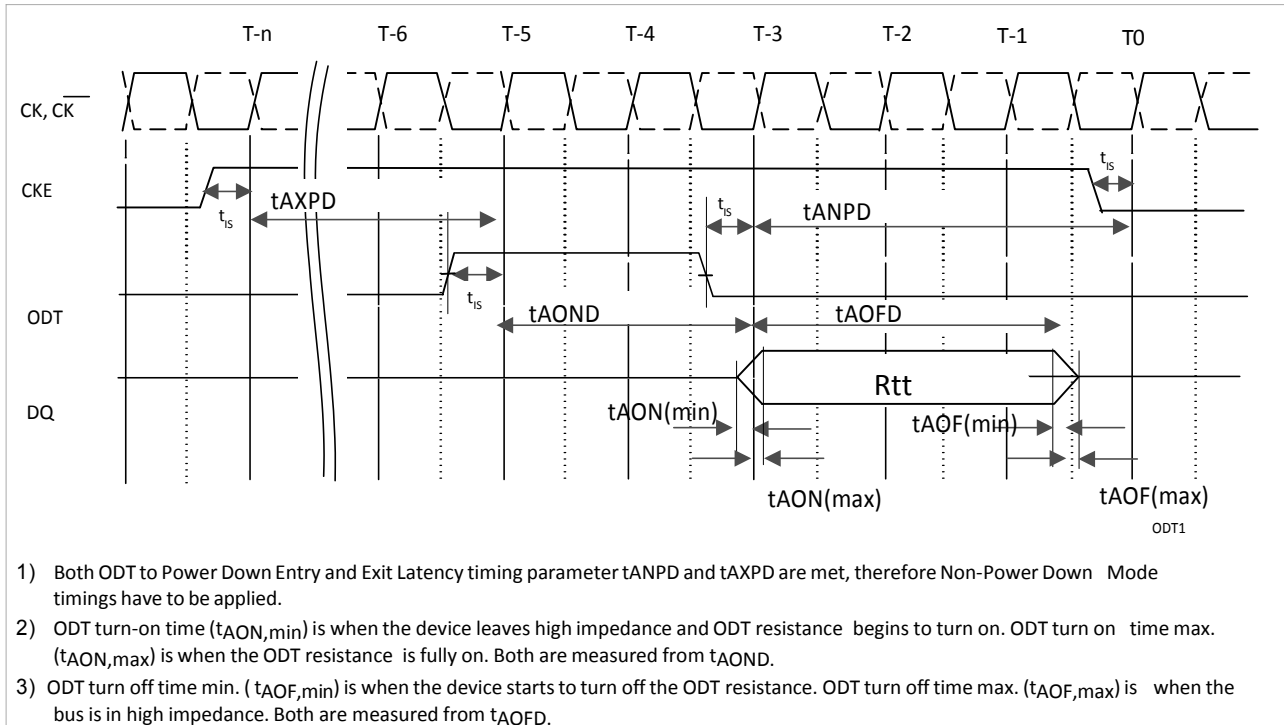 T-n T-6 T-5 T-4 T-3 T-2 T-1 T0
CK, CK
CKE
tIS
tIS
tAXPD
tIS
tANPD
tIS
ODT
tAOND
tAOFD
Rtt
DQ
tAON(min)
tAOF(min)
tAON(max)
tAOF(max)
ODT1
1) Both ODT to Power Down Entry and Exit Latency timing parameter tANPD and tAXPD are met, therefore Non-Power Down Mode
timings have to be applied.
2) ODT turn-on time (tAON,min) is when the device leaves high impedance and ODT resistance begins to turn on. ODT turn on time max.
(tAON,max) is when the ODT resistance is fully on. Both are measured from tAOND.
3) ODT turn off time min. ( tAOF,min) is when the device starts to turn off the ODT resistance. ODT turn off time max. (tAOF,max) is when the
bus is in high impedance. Both are measured from tAOFD.